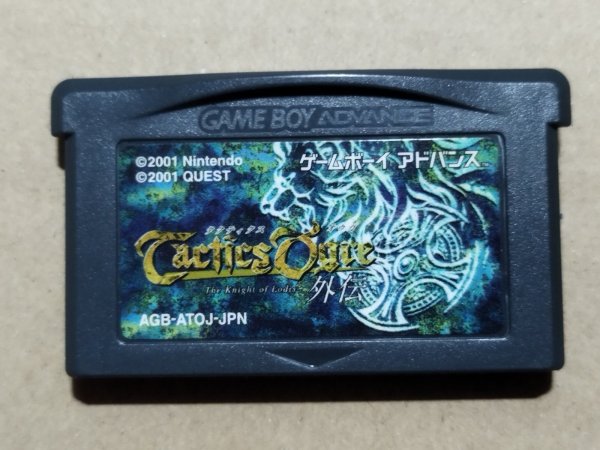 GAME BOY ADVANCE
©2001 Nintendo
©2001 QUEST
ゲームボーイ アドバンス
タクティクス オウガ
Tactics Ogre
The Knight of Lodis
外伝
AGB-ATOJ-JPN